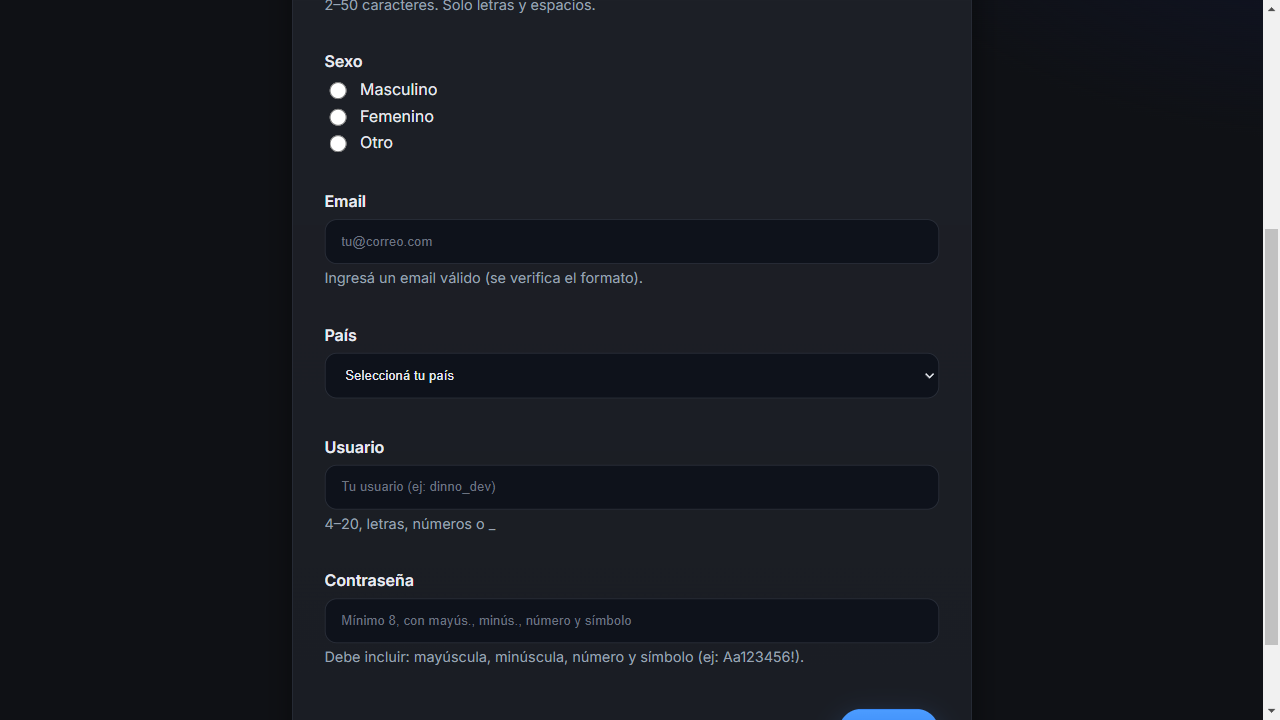 2–50 caracteres. Solo letras y espacios.
Sexo
Masculino
Femenino
Otro
Email
tu@correo.com
Ingresá un email válido (se verifica el formato).
País
Seleccioná tu país
Usuario
Tu usuario (ej: dinno_dev)
4–20, letras, números o _
Contraseña
Mínimo 8, con mayús., minús., número y símbolo
Debe incluir: mayúscula, minúscula, número y símbolo (ej: Aa123456!).